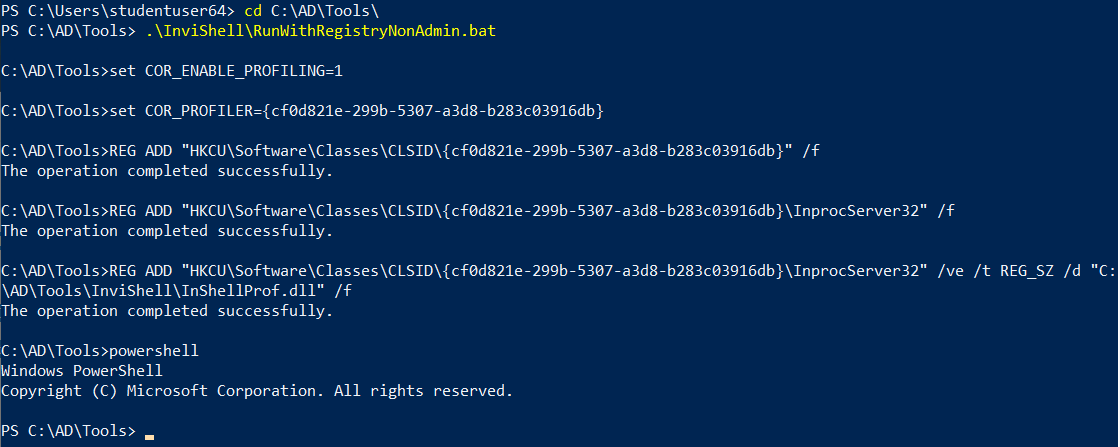 PS C:\Users\studentuser64> cd C:\AD\Tools\
PS C:\AD\Tools> .\InviShell\RunWithRegistryNonAdmin.bat
C:\AD\Tools>set COR_ENABLE_PROFILING=1
C:\AD\Tools>set COR_PROFILER={cf0d821e-299b-5307-a3d8-b283c03916db}
C:\AD\Tools>REG ADD "HKCU\Software\Classes\CLSID\{cf0d821e-299b-5307-a3d8-b283c03916db}" /f
The operation completed successfully.
C:\AD\Tools>REG ADD "HKCU\Software\Classes\CLSID\{cf0d821e-299b-5307-a3d8-b283c03916db}\InprocServer32" /f
The operation completed successfully.
C:\AD\Tools>REG ADD "HKCU\Software\Classes\CLSID\{cf0d821e-299b-5307-a3d8-b283c03916db}\InprocServer32" /ve /t REG_SZ /d "C:
\AD\Tools\InviShell\InShellProf.dll" /f
The operation completed successfully.
C:\AD\Tools>powershell
Windows PowerShell
Copyright (C) Microsoft Corporation. All rights reserved.
PS C:\AD\Tools>